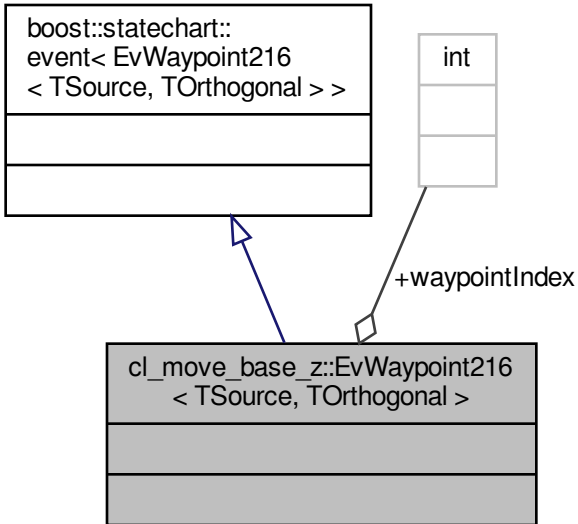 boost::statechart::
event< EvWaypoint216
< TSource, TOrthogonal > >
int
+waypointIndex
cl_move_base_z::EvWaypoint216
< TSource, TOrthogonal >